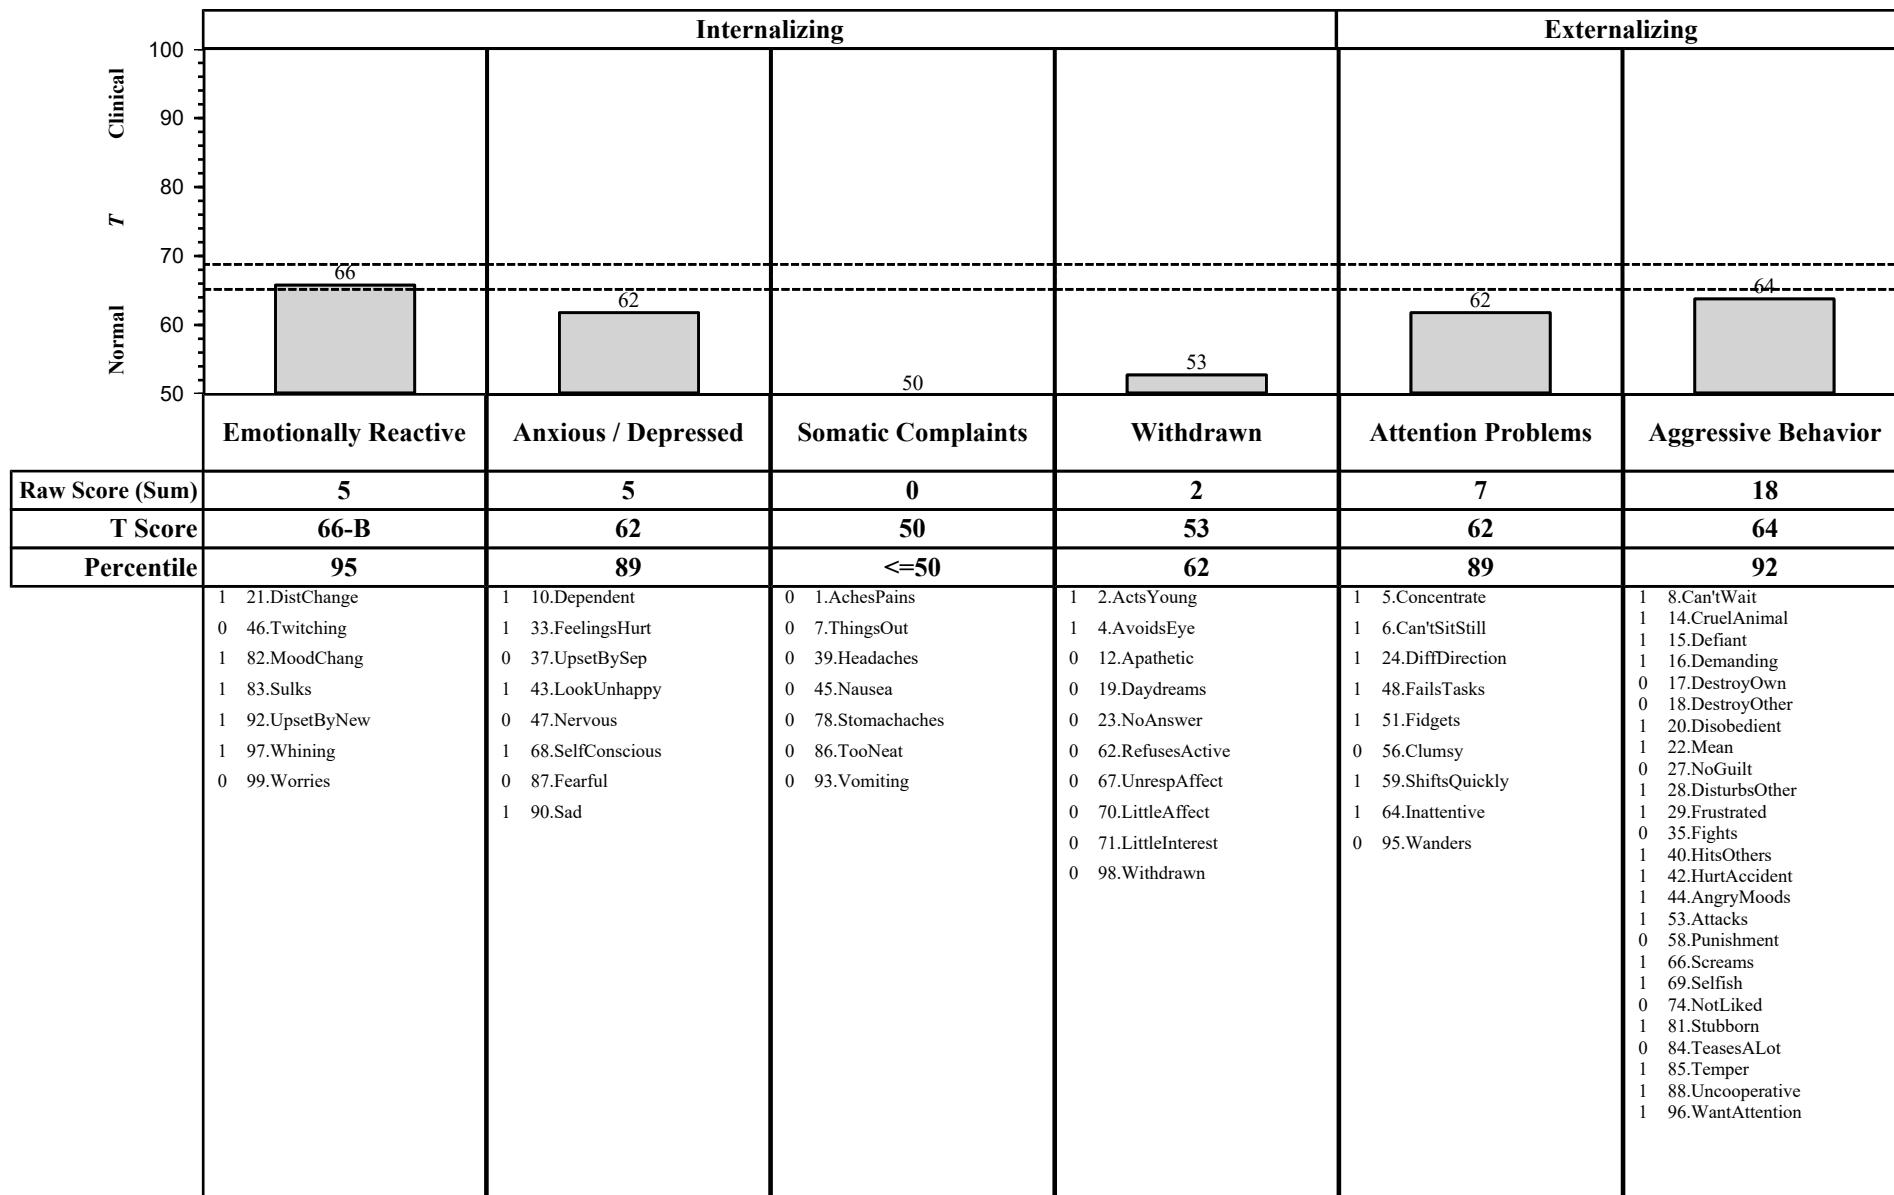 Internalizing Externalizing
100
90
80
70
60
50
Clinical
T
Normal
66 62 50 53 62 64
Emotionally Reactive Anxious / Depressed Somatic Complaints Withdrawn Attention Problems Aggressive Behavior
Raw Score (Sum) 5 5 0 2 7 18
T Score 66-B 62 50 53 62 64
Percentile 95 89 <=50 62 89 92
1 21.DistChange
0 46.Twitching
1 82.MoodChang
1 83.Sulks
1 92.UpsetByNew
1 97.Whining
0 99.Worries
1 10.Dependent
1 33.FeelingsHurt
0 37.UpsetBySep
1 43.LookUnhappy
0 47.Nervous
1 68.SelfConscious
0 87.Fearful
1 90.Sad
0 1.AchesPains
0 7.ThingsOut
0 39.Headaches
0 45.Nausea
0 78.Stomachaches
0 86.TooNeat
0 93.Vomiting
1 2.ActsYoung
1 4.AvoidsEye
0 12.Apathetic
0 19.Daydreams
0 23.NoAnswer
0 62.RefusesActive
0 67.UnrespAffect
0 70.LittleAffect
0 71.LittleInterest
0 98.Withdrawn
1 5.Concentrate
1 6.Can'tSitStill
1 24.DiffDirection
1 48.FailsTasks
1 51.Fidgets
0 56.Clumsy
1 59.ShiftsQuickly
1 64.Inattentive
0 95.Wanders
1 8.Can'tWait
1 14.CruelAnimal
1 15.Defiant
1 16.Demanding
0 17.DestroyOwn
0 18.DestroyOther
1 20.Disobedient
1 22.Mean
0 27.NoGuilt
1 28.DisturbsOther
1 29.Frustrated
0 35.Fights
1 40.HitsOthers
1 42.HurtAccident
1 44.AngryMoods
1 53.Attacks
0 58.Punishment
1 66.Screams
1 69.Selfish
0 74.NotLiked
1 81.Stubborn
0 84.TeasesALot
1 85.Temper
1 88.Uncooperative
1 96.WantAttention